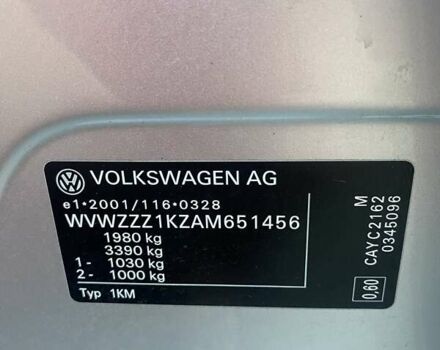 VOLKSWAGEN AG
e1*2001/116*0328
WVWZZZ1KZAM651456
1980 kg
3390 kg
1- 1030 kg
2- 1000 kg
Typ 1KM
M
CAYC2162
0345096
0,60